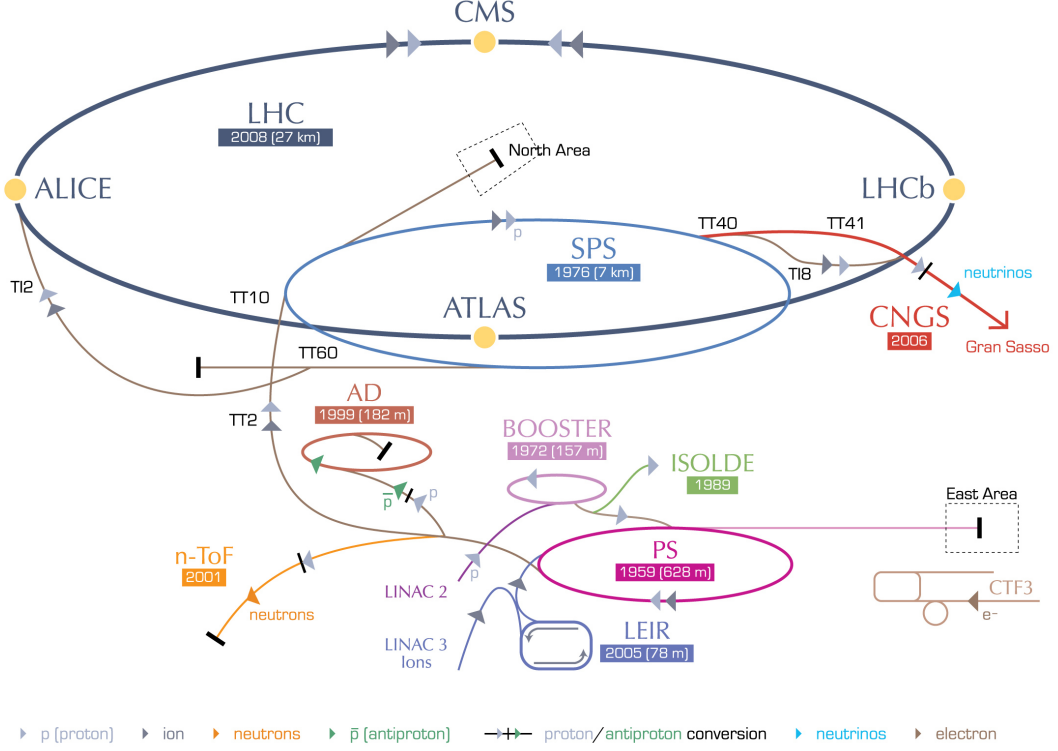 CMS
LHC
2008 (27 km)
North Area
ALICE
LHCb
TT40
TT41
p
SPS
1976 (7 km)
TI8
neutrinos
TI2
TT10
ATLAS
CNGS
2006
Gran Sasso
TT60
AD
1999 (182 m)
TT2
BOOSTER
1972 (157 m)
ISOLDE
1989
p̅
p
East Area
n-ToF
2001
PS
1959 (628 m)
p
LINAC 2
CTF3
e⁻
neutrons
LINAC 3
Ions
LEIR
2005 (78 m)
p (proton)
ion
neutrons
p̅ (antiproton)
proton/antiproton conversion
neutrinos
electron